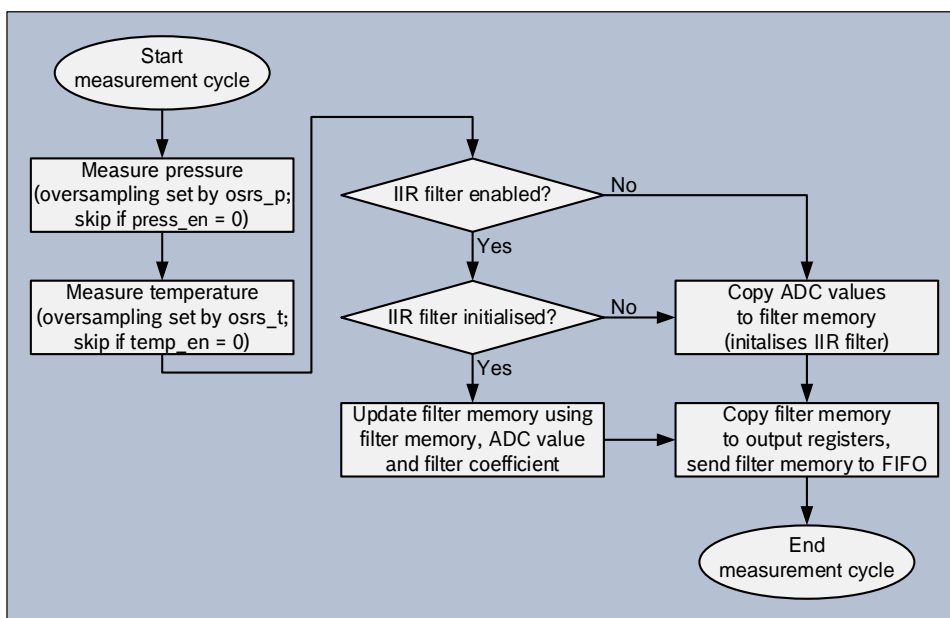 Start
measurement cycle
Measure pressure
(oversampling set by osrs_p;
skip if press_en = 0)
Measure temperature
(oversampling set by osrs_t;
skip if temp_en = 0)
IIR filter enabled?
No
Yes
IIR filter initialised?
No
Yes
Copy ADC values
to filter memory
(initalises IIR filter)
Update filter memory using
filter memory, ADC value
and filter coefficient
Copy filter memory
to output registers,
send filter memory to FIFO
End
measurement cycle